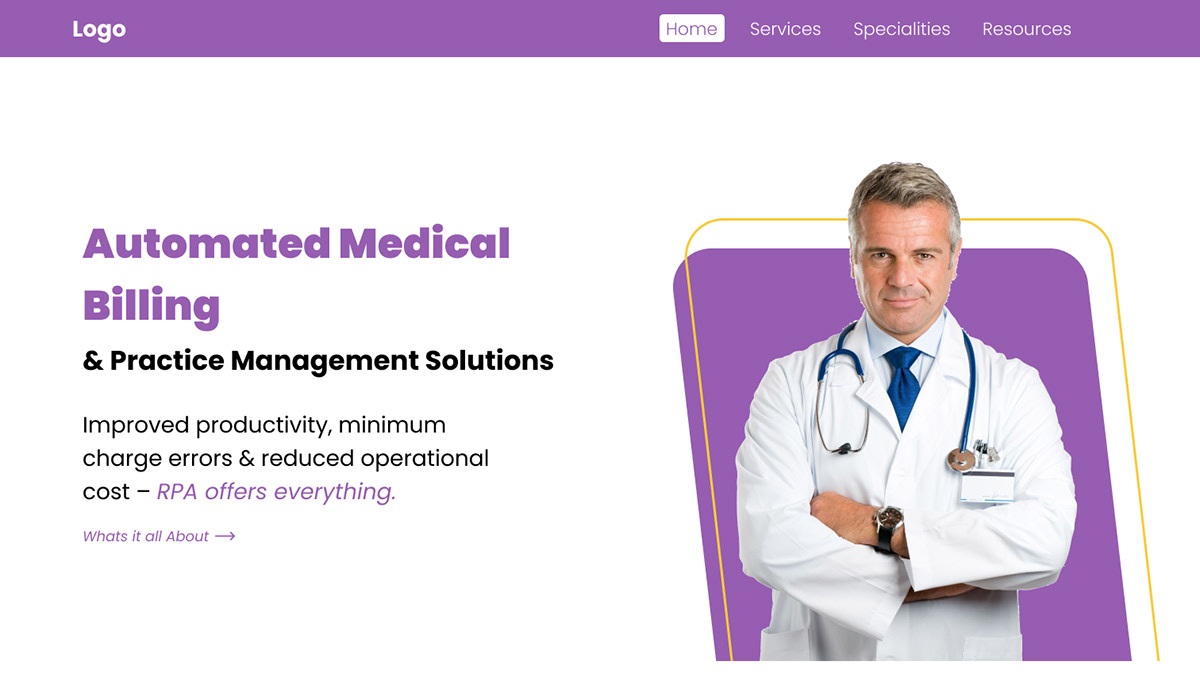 Logo
Home
Services
Specialities
Resources
Automated Medical
Billing
& Practice Management Solutions
Improved productivity, minimum
charge errors & reduced operational
cost – RPA offers everything.
Whats it all About ⟶